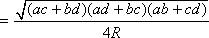 = √(ac + bd)(ad + bc)(ab + cd) / 4R